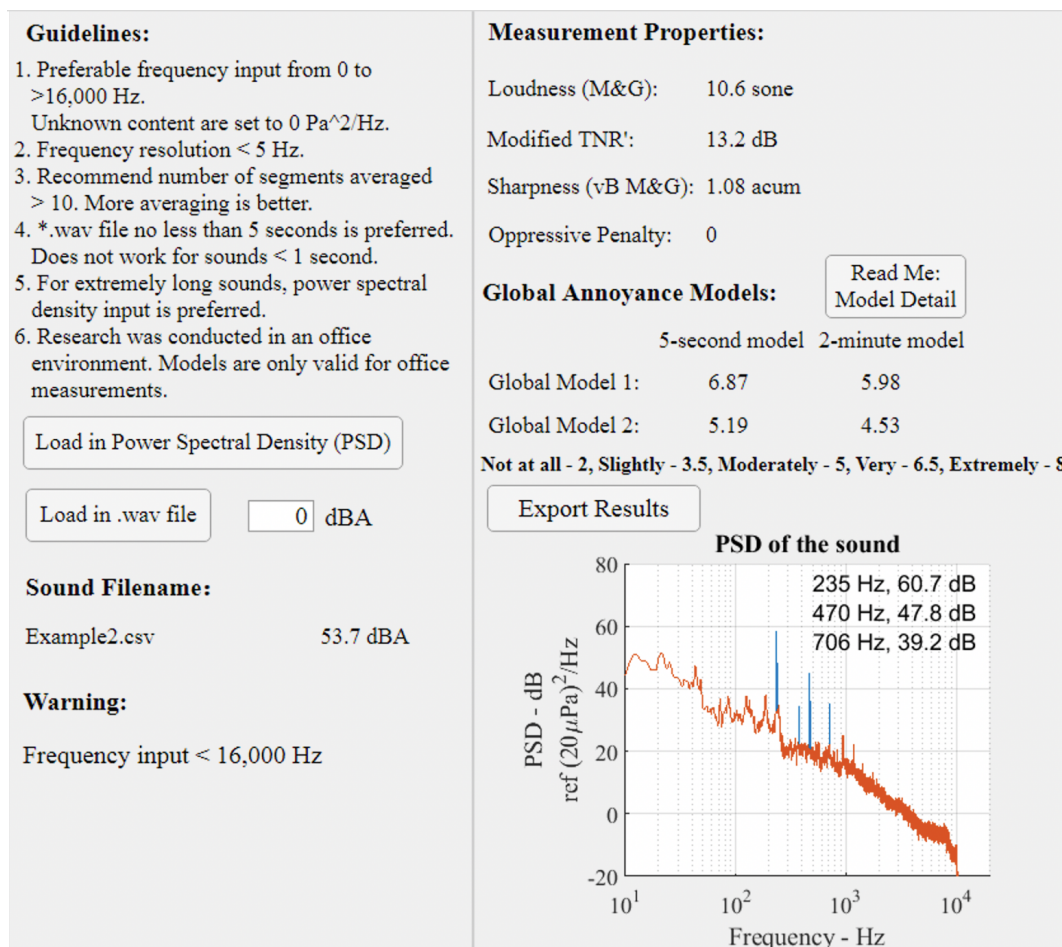 Guidelines:
1. Preferable frequency input from 0 to
>16,000 Hz.
Unknown content are set to 0 Pa^2/Hz.
2. Frequency resolution < 5 Hz.
3. Recommend number of segments averaged
> 10. More averaging is better.
4. *.wav file no less than 5 seconds is preferred.
Does not work for sounds < 1 second.
5. For extremely long sounds, power spectral
density input is preferred.
6. Research was conducted in an office
environment. Models are only valid for office
measurements.
Load in Power Spectral Density (PSD)
Load in .wav file 0 dBA
Sound Filename:
Example2.csv 53.7 dBA
Warning:
Frequency input < 16,000 Hz
Measurement Properties:
Loudness (M&G): 10.6 sone
Modified TNR': 13.2 dB
Sharpness (vB M&G): 1.08 acum
Oppressive Penalty: 0
Read Me:
Model Detail
Global Annoyance Models:
5-second model 2-minute model
Global Model 1: 6.87 5.98
Global Model 2: 5.19 4.53
Not at all - 2, Slightly - 3.5, Moderately - 5, Very - 6.5, Extremely - 8
Export Results
PSD of the sound
235 Hz, 60.7 dB
470 Hz, 47.8 dB
706 Hz, 39.2 dB
PSD - dB
ref (20μPa)²/Hz
80
60
40
20
0
-20
10¹ 10² 10³ 10⁴
Frequency - Hz